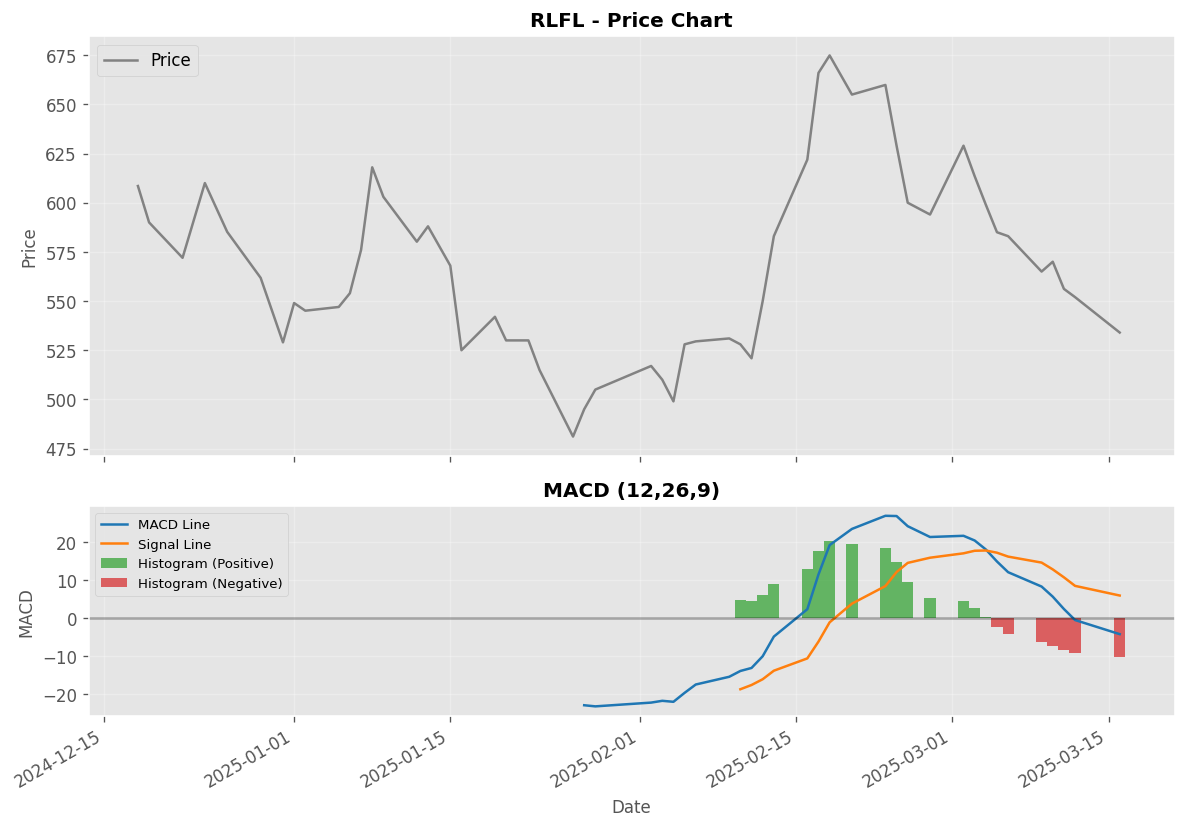 RLFL - Price Chart
Price
675
650
625
600
575
550
525
500
475
Price
MACD (12,26,9)
MACD Line
Signal Line
Histogram (Positive)
Histogram (Negative)
20
10
0
−10
−20
MACD
2024-12-15
2025-01-01
2025-01-15
2025-02-01
2025-02-15
2025-03-01
2025-03-15
Date